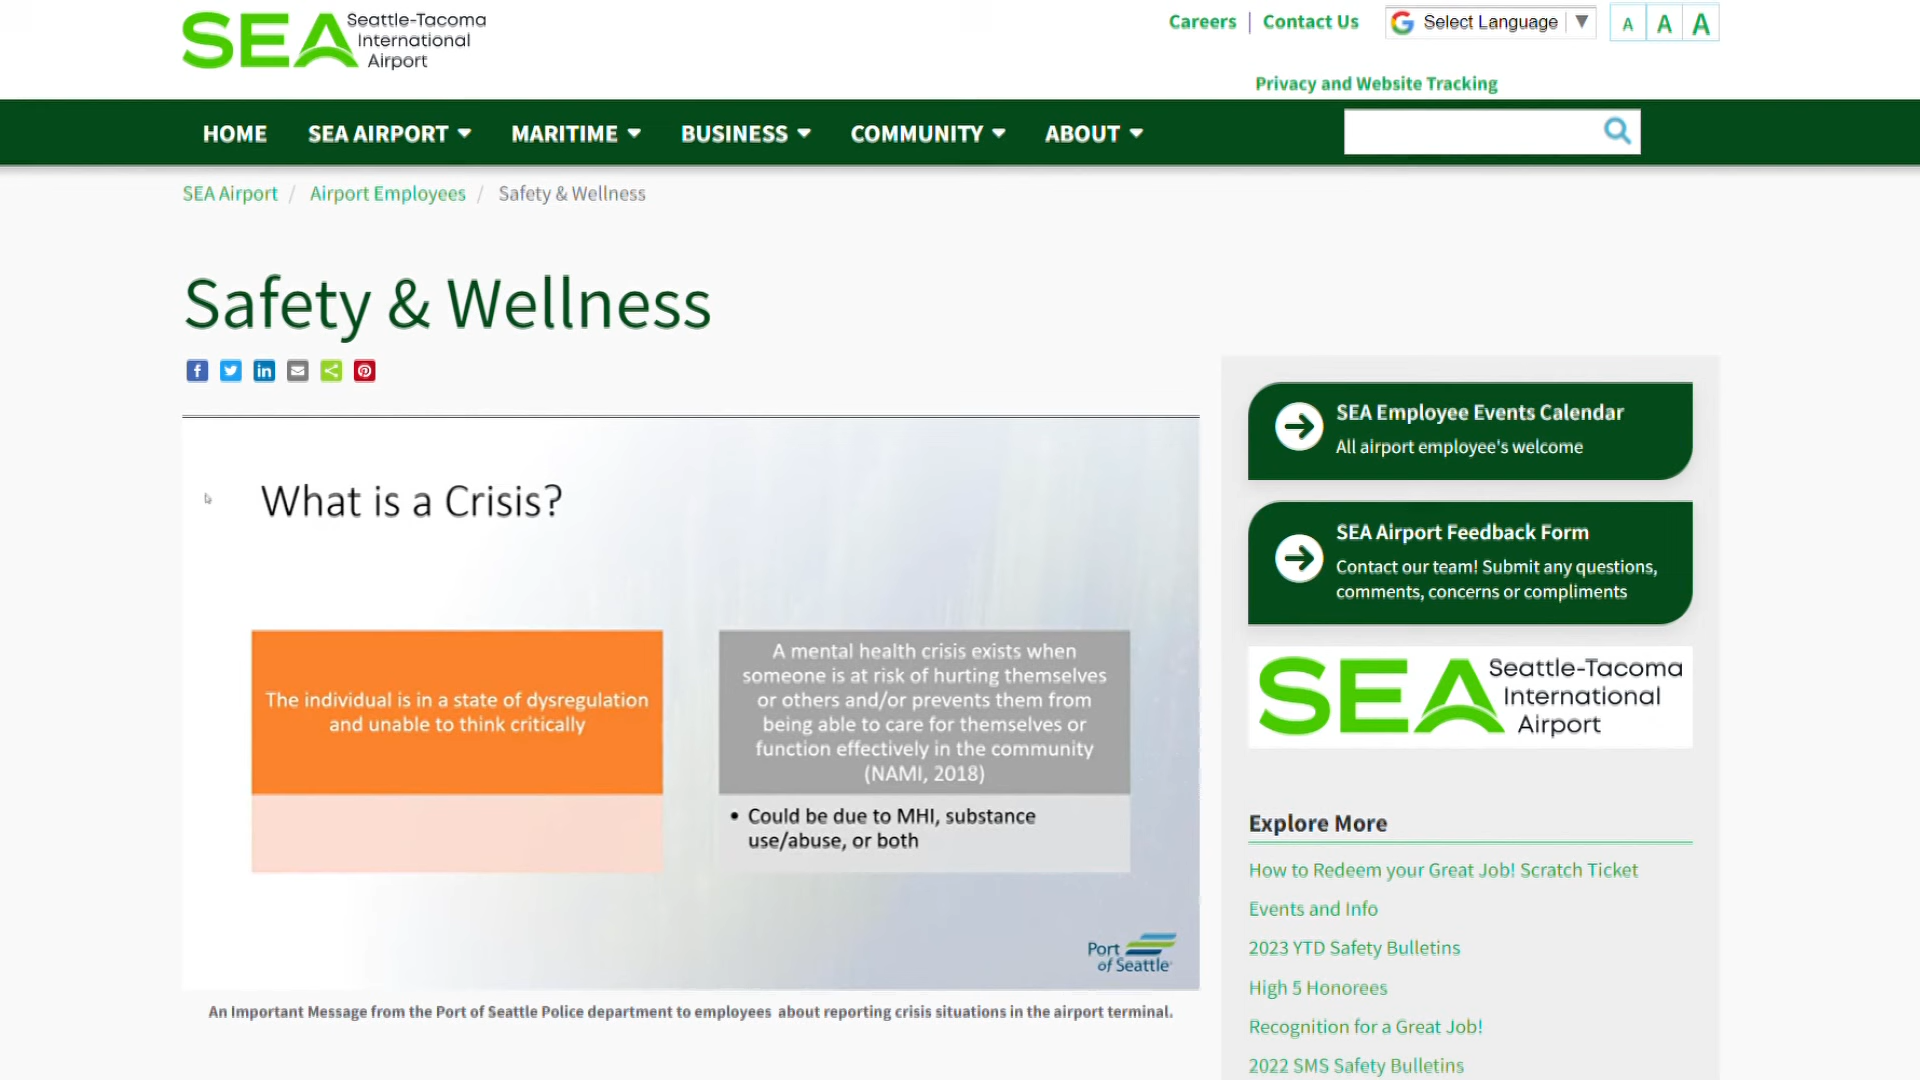 SEA Seattle-Tacoma
International
Airport
Careers | Contact Us
Select Language ▼
A A A
Privacy and Website Tracking
HOME SEA AIRPORT MARITIME BUSINESS COMMUNITY ABOUT
SEA Airport / Airport Employees / Safety & Wellness
Safety & Wellness
What is a Crisis?
The individual is in a state of dysregulation
and unable to think critically
A mental health crisis exists when
someone is at risk of hurting themselves
or others and/or prevents them from
being able to care for themselves or
function effectively in the community
(NAMI, 2018)
• Could be due to MHI, substance
use/abuse, or both
Port
of Seattle
An Important Message from the Port of Seattle Police department to employees about reporting crisis situations in the airport terminal.
SEA Employee Events Calendar
All airport employee's welcome
SEA Airport Feedback Form
Contact our team! Submit any questions,
comments, concerns or compliments
SEA Seattle-Tacoma
International
Airport
Explore More
How to Redeem your Great Job! Scratch Ticket
Events and Info
2023 YTD Safety Bulletins
High 5 Honorees
Recognition for a Great Job!
2022 SMS Safety Bulletins